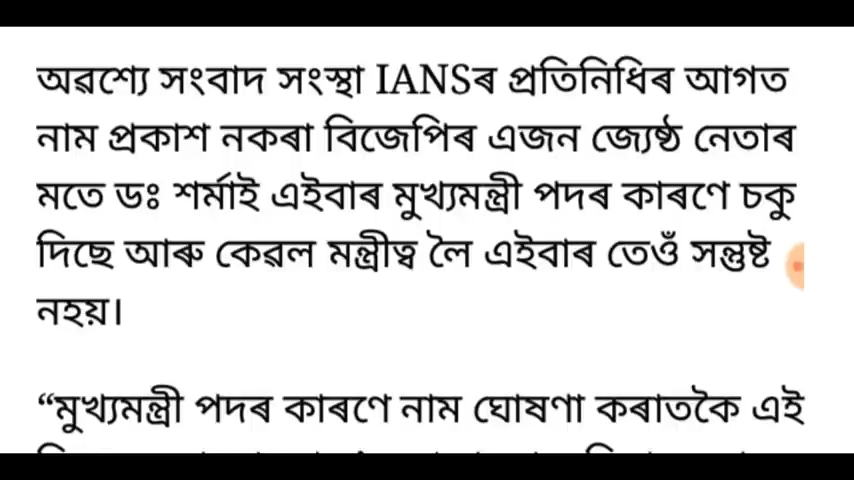 অৱশ্যে সংবাদ সংস্থা IANSৰ প্ৰতিনিধিৰ আগত
নাম প্ৰকাশ নকৰা বিজেপিৰ এজন জ্যেষ্ঠ নেতাৰ
মতে ডঃ শৰ্মাই এইবাৰ মুখ্যমন্ত্ৰী পদৰ কাৰণে চকু
দিছে আৰু কেৱল মন্ত্ৰীত্ব লৈ এইবাৰ তেওঁ সন্তুষ্ট
নহয়।
“মুখ্যমন্ত্ৰী পদৰ কাৰণে নাম ঘোষণা কৰাতকৈ এই